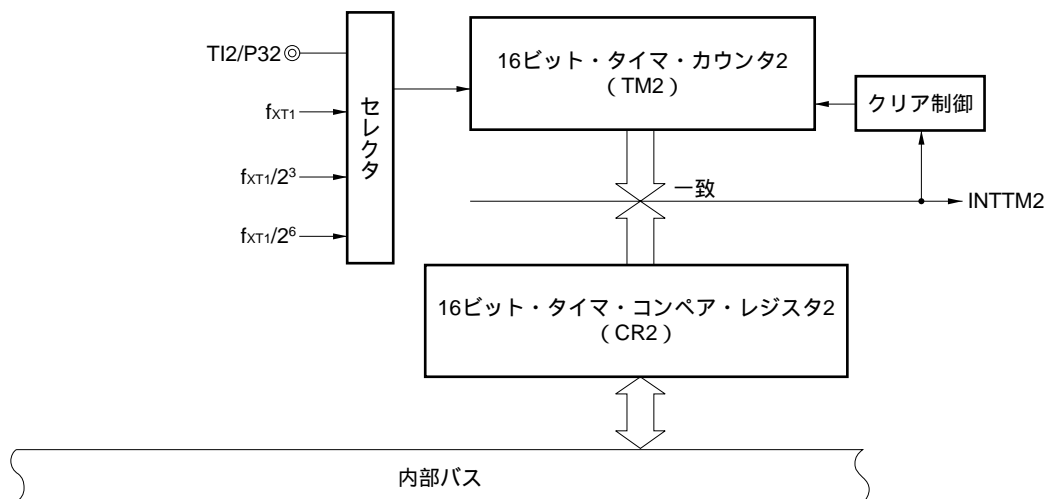 TI2/P32
fXT1
fXT1/2³
fXT1/2⁶
セレクタ
16ビット・タイマ・カウンタ2
（TM2）
クリア制御
一致
INTTM2
16ビット・タイマ・コンペア・レジスタ2
（CR2）
内部バス